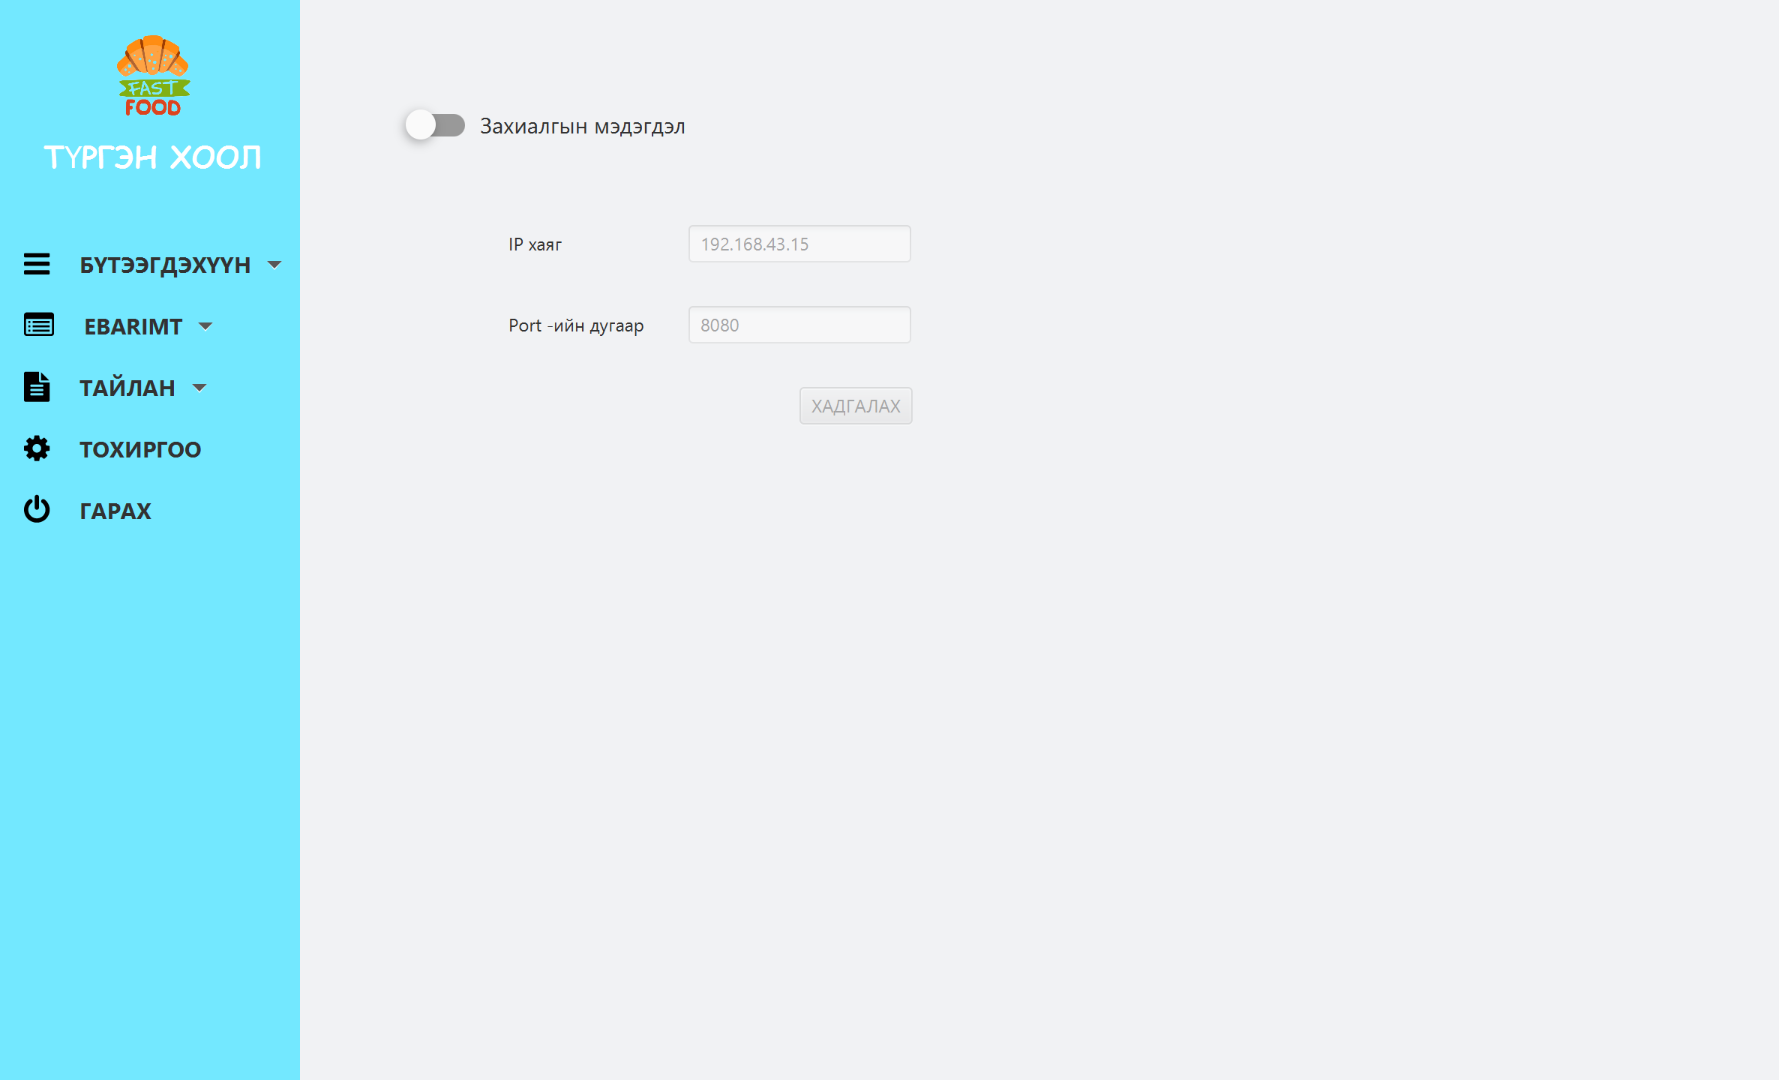 FAST
FOOD
ТҮРГЭН ХООЛ
БҮТЭЭГДЭХҮҮН
EBARIMT
ТАЙЛАН
ТОХИРГОО
ГАРАХ
Захиалгын мэдэгдэл
IP хаяг
192.168.43.15
Port -ийн дугаар
8080
ХАДГАЛАХ